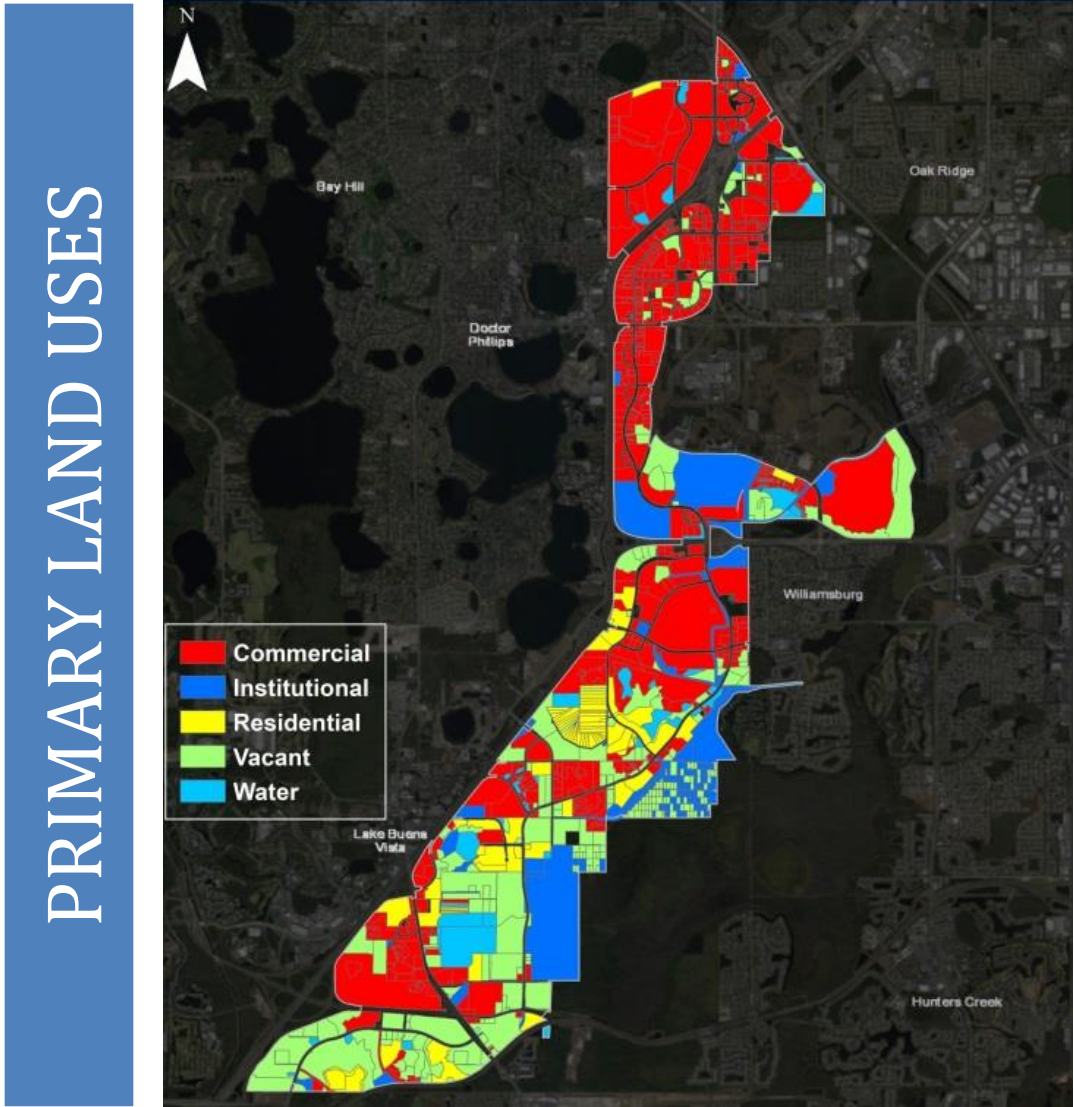 PRIMARY LAND USES
N
Bay Hill
Oak Ridge
Doctor
Phillips
Williamsburg
Commercial
Institutional
Residential
Vacant
Water
Lake Buena
Vista
Hunters Creek